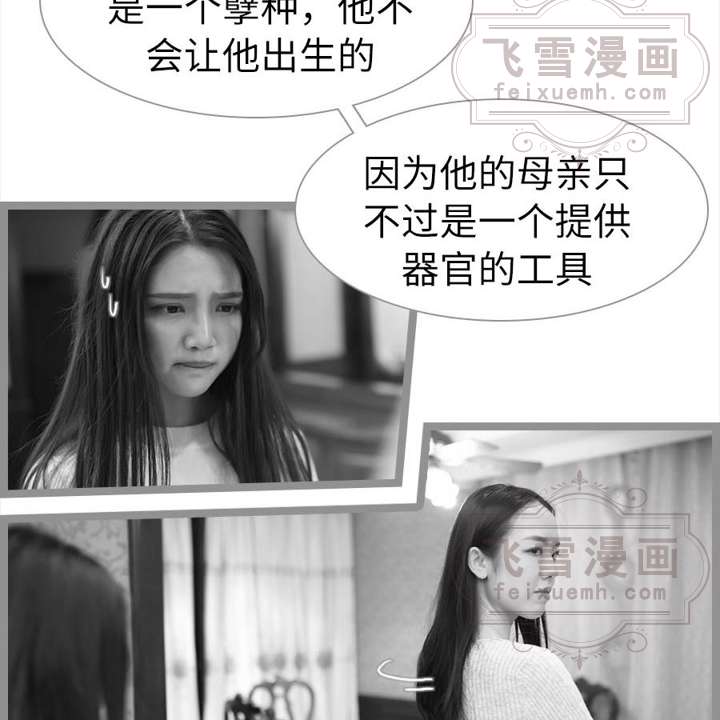 是一个孽种，他不
会让他出生的
飞雪漫画
feixuemh.com
因为他的母亲只
不过是一个提供
器官的工具
飞雪漫画
feixuemh.com